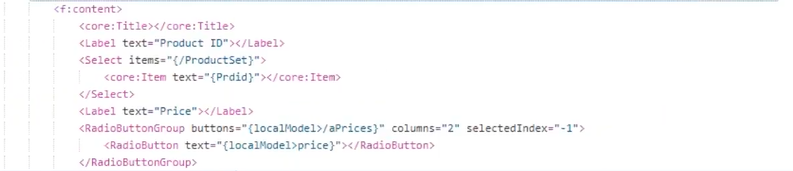 <f:content>
<core:Title></core:Title>
<Label text="Product ID"></Label>
<Select items="{/ProductSet}">
<core:Item text="{Prdid}"></core:Item>
</Select>
<Label text="Price"></Label>
<RadioButtonGroup buttons="{localModel>/aPrices}" columns="2" selectedIndex="-1">
<RadioButton text="{localModel>price}"></RadioButton>
</RadioButtonGroup>